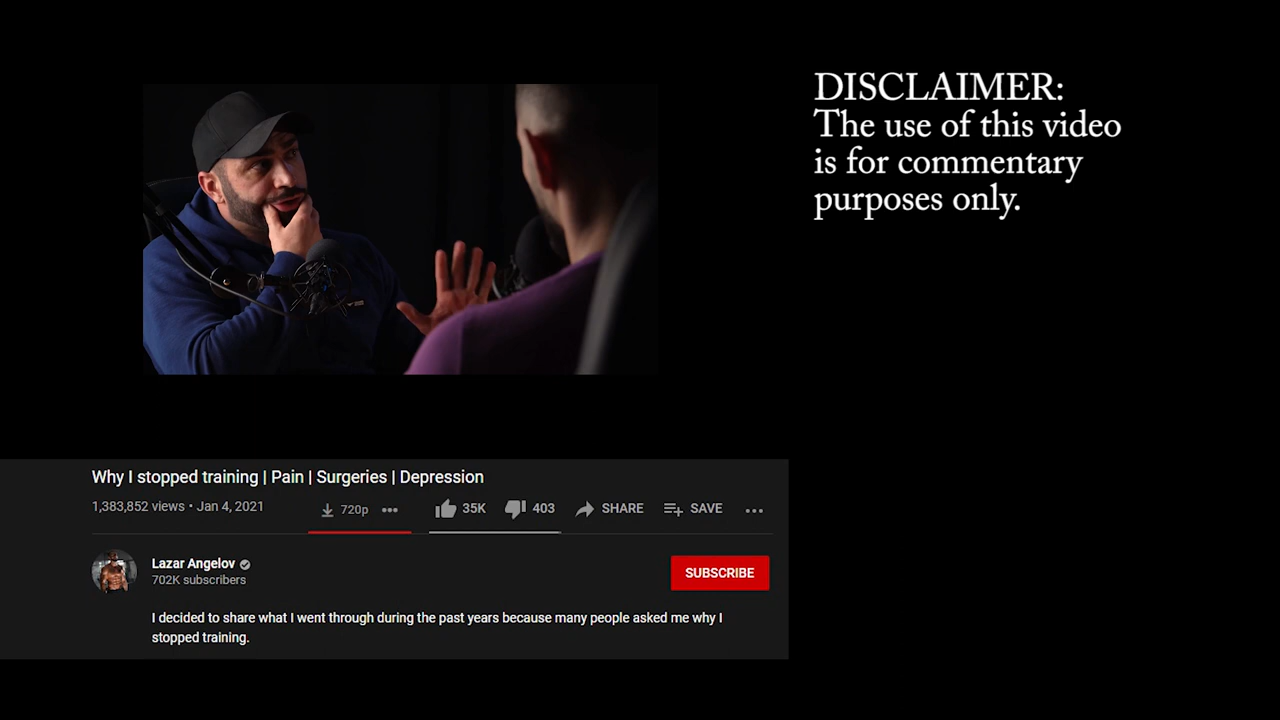 DISCLAIMER:
The use of this video
is for commentary
purposes only.
Why I stopped training | Pain | Surgeries | Depression
1,383,852 views • Jan 4, 2021
720p
35K
403
SHARE
SAVE
Lazar Angelov
702K subscribers
SUBSCRIBE
I decided to share what I went through during the past years because many people asked me why I
stopped training.